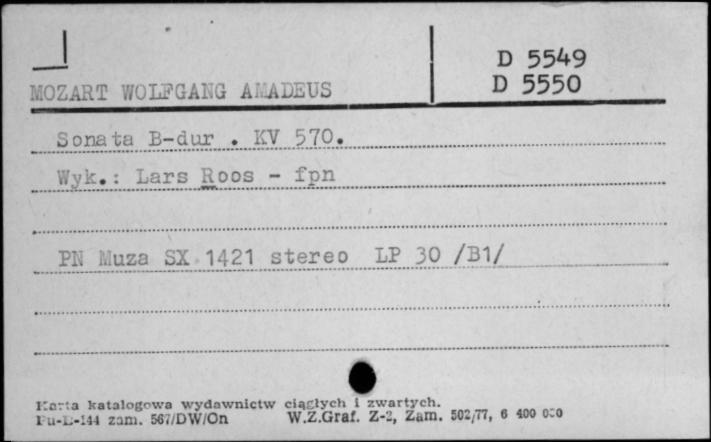 D 5549
MOZART WOLFGANG AMADEUS D 5550
Sonata B-dur . KV 570.
Wyk.: Lars Roos - fpn
PN Muza SX 1421 stereo LP 30 /B1/
Karta katalogowa wydawnictw ciągłych i zwartych.
Pu-D-144 zam. 567/DW/On W.Z.Graf. Z-2, Zam. 502/77, 6 400 000